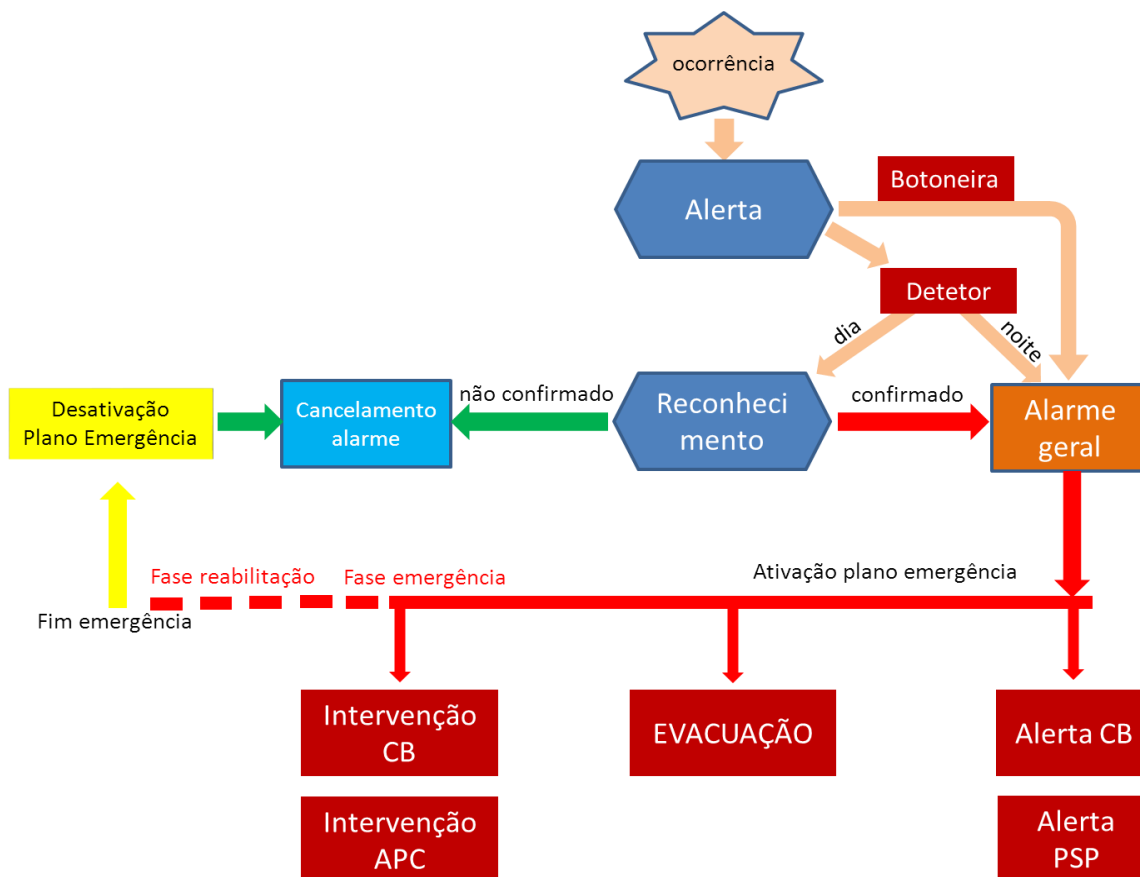 ocorrência
Botoneira
Alerta
Detetor
dia
noite
Desativação
Plano Emergência
Cancelamento
alarme
não confirmado
Reconheci
mento
confirmado
Alarme
geral
Ativação plano emergência
Fase reabilitação
Fase emergência
Fim emergência
Intervenção
CB
EVACUAÇÃO
Alerta CB
Intervenção
APC
Alerta
PSP